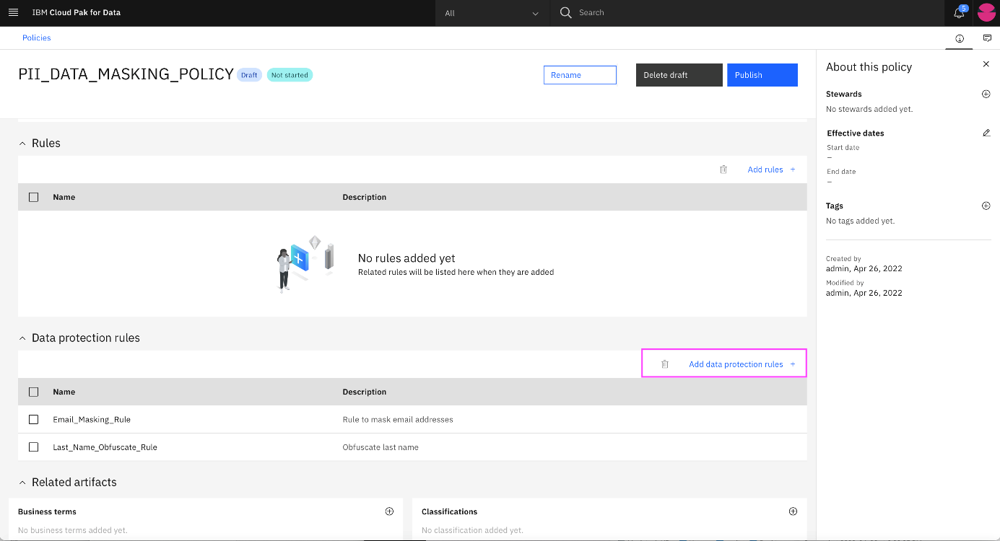 IBM Cloud Pak for Data
All
Search
5
Policies
PII_DATA_MASKING_POLICY Draft Not started
Rename
Delete draft
Publish
Rules
Add rules +
Name Description
No rules added yet
Related rules will be listed here when they are added
Data protection rules
Add data protection rules +
Name Description
Email_Masking_Rule Rule to mask email addresses
Last_Name_Obfuscate_Rule Obfuscate last name
Related artifacts
Business terms
No business terms added yet.
Classifications
No classification added yet.
About this policy
Stewards
No stewards added yet.
Effective dates
Start date
–
End date
–
Tags
No tags added yet.
Created by
admin, Apr 26, 2022
Modified by
admin, Apr 26, 2022